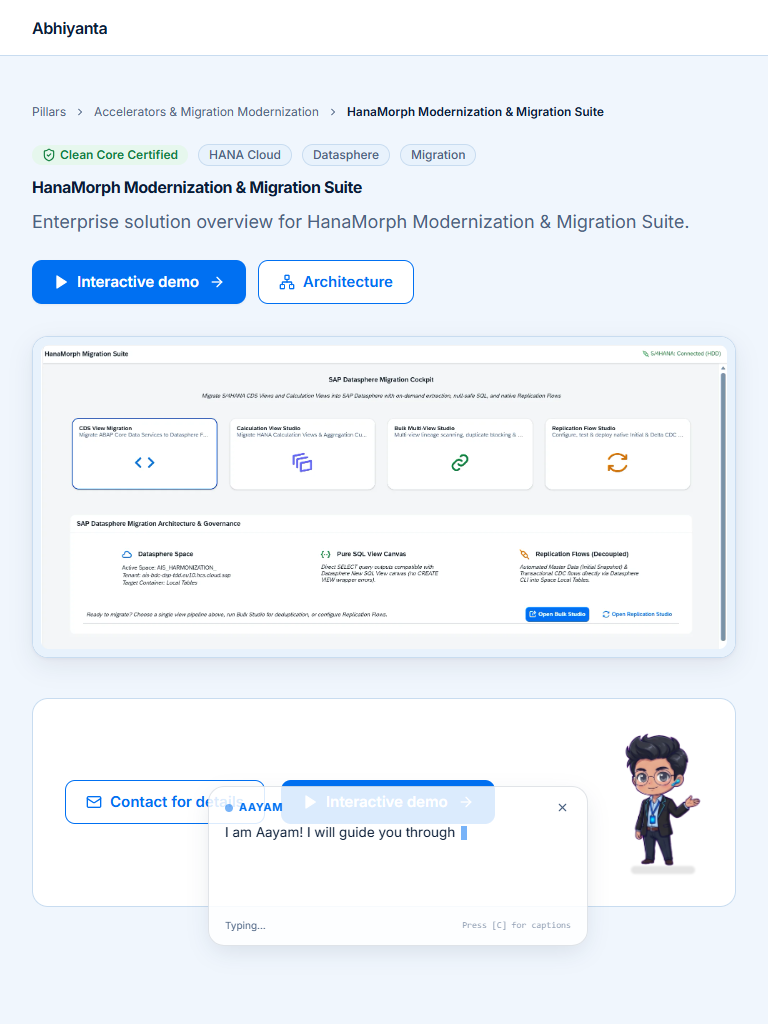 Abhiyanta
Pillars > Accelerators & Migration Modernization > HanaMorph Modernization & Migration Suite
Clean Core Certified HANA Cloud Datasphere Migration
HanaMorph Modernization & Migration Suite
Enterprise solution overview for HanaMorph Modernization & Migration Suite.
Interactive demo → Architecture
HanaMorph Migration Suite S/4HANA: Connected (HDD)
SAP Datasphere Migration Cockpit
Migrate S/4HANA CDS Views and Calculation Views into SAP Datasphere with on-demand extraction, null-safe SQL, and native Replication Flows
CDS View Migration
Migrate ABAP Core Data Services to Datasphere F...
Calculation View Studio
Migrate HANA Calculation Views & Aggregation Cu...
Bulk Multi-View Studio
Multi-view lineage scanning, duplicate blocking & ...
Replication Flow Studio
Configure, test & deploy native Initial & Delta CDC ...
SAP Datasphere Migration Architecture & Governance
Datasphere Space
Active Space: AIS_HARMONIZATION_
Tenant: ais-bdc-dsp-tdd.eu10.hcs.cloud.sap
Target Container: Local Tables
Pure SQL View Canvas
Direct SELECT query outputs compatible with
Datasphere New SQL View canvas (no CREATE
VIEW wrapper errors).
Replication Flows (Decoupled)
Automated Master Data (Initial Snapshot) &
Transactional CDC flows directly via Datasphere
CLI into Space Local Tables.
Ready to migrate? Choose a single view pipeline above, run Bulk Studio for deduplication, or configure Replication Flows.
Open Bulk Studio Open Replication Studio
Contact for details Interactive demo →
AAYAM
I am Aayam! I will guide you through
Typing... Press [C] for captions